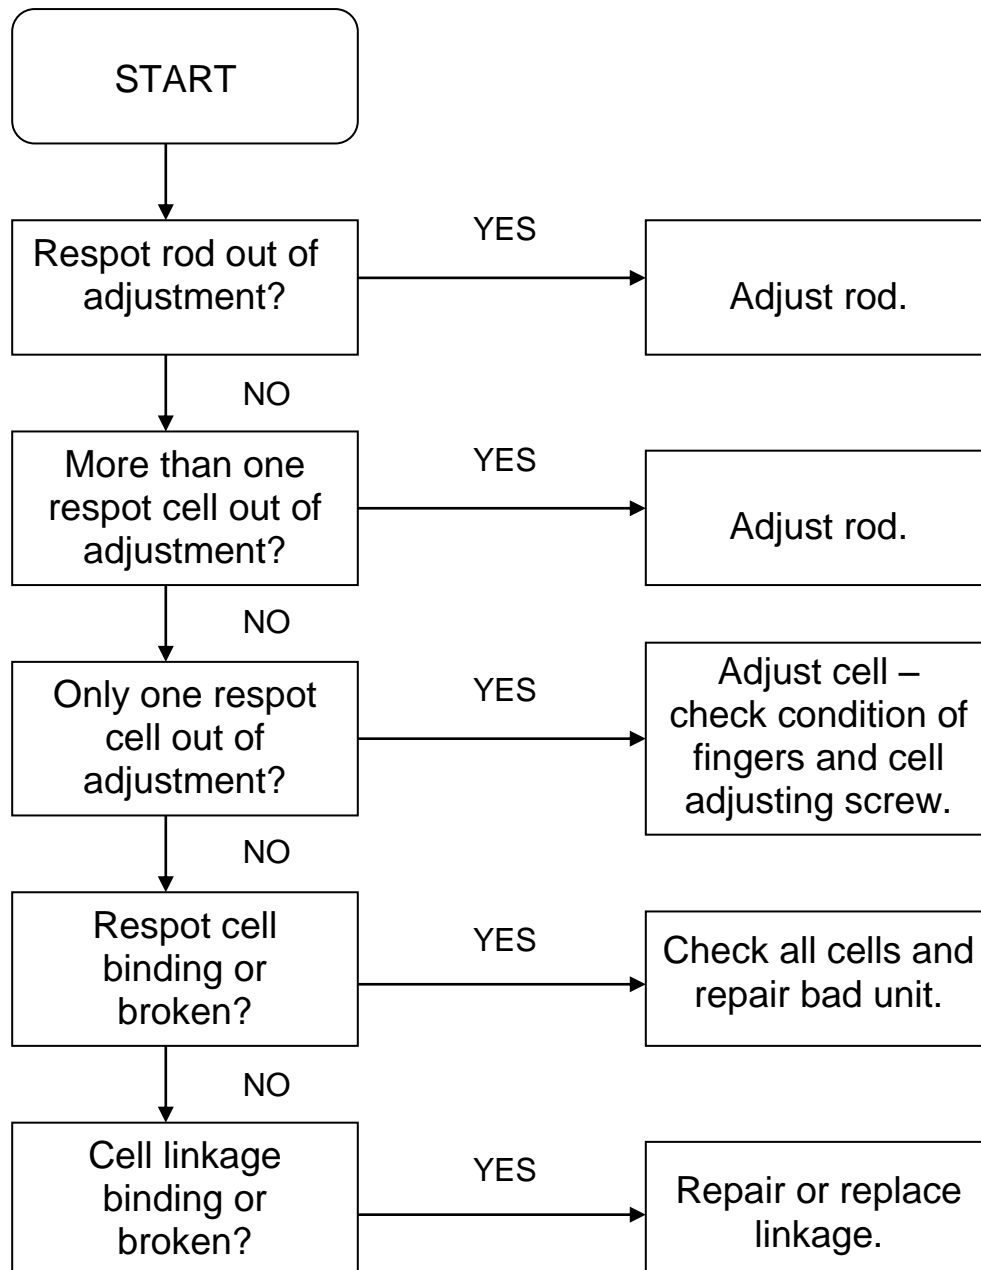 START
Respot rod out of
adjustment?
YES
Adjust rod.
NO
More than one
respot cell out of
adjustment?
YES
Adjust rod.
NO
Only one respot
cell out of
adjustment?
YES
Adjust cell –
check condition of
fingers and cell
adjusting screw.
NO
Respot cell
binding or
broken?
YES
Check all cells and
repair bad unit.
NO
Cell linkage
binding or
broken?
YES
Repair or replace
linkage.